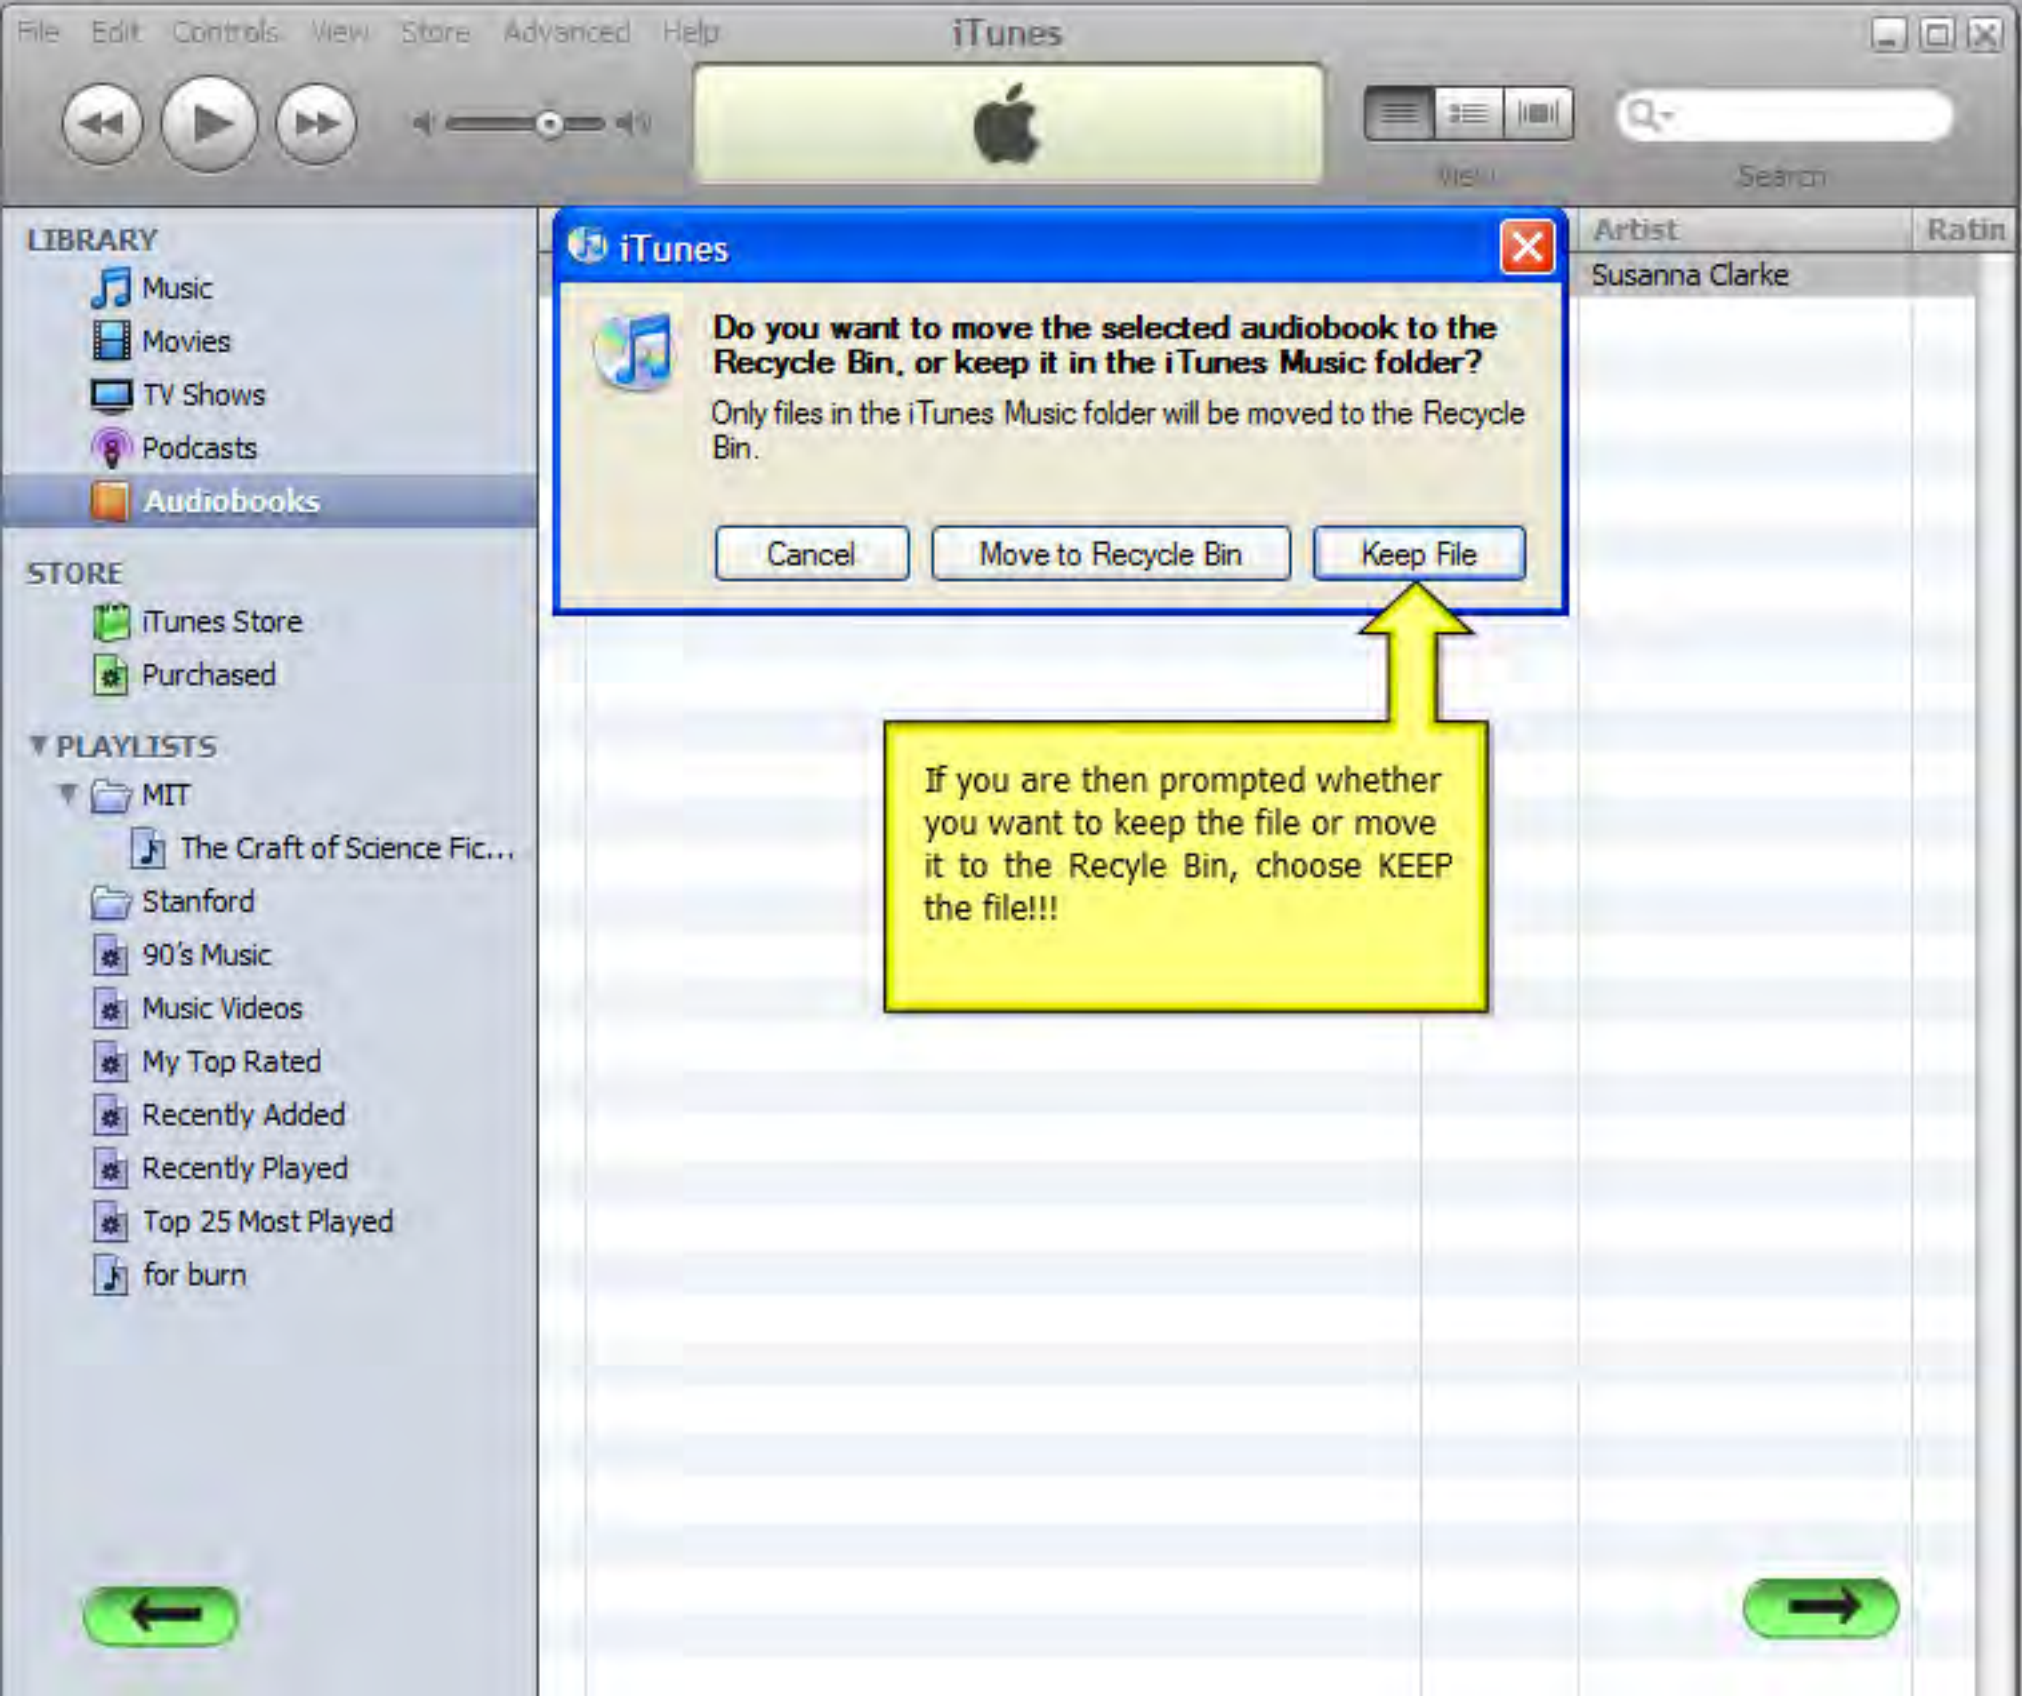 File Edit Controls View Store Advanced Help
iTunes
View
Search
LIBRARY
Music
Movies
TV Shows
Podcasts
Audiobooks
STORE
iTunes Store
Purchased
PLAYLISTS
MIT
The Craft of Science Fic...
Stanford
90's Music
Music Videos
My Top Rated
Recently Added
Recently Played
Top 25 Most Played
for burn
Artist Ratin
Susanna Clarke
iTunes
Do you want to move the selected audiobook to the
Recycle Bin, or keep it in the iTunes Music folder?
Only files in the iTunes Music folder will be moved to the Recycle
Bin.
Cancel Move to Recycle Bin Keep File
If you are then prompted whether
you want to keep the file or move
it to the Recyle Bin, choose KEEP
the file!!!